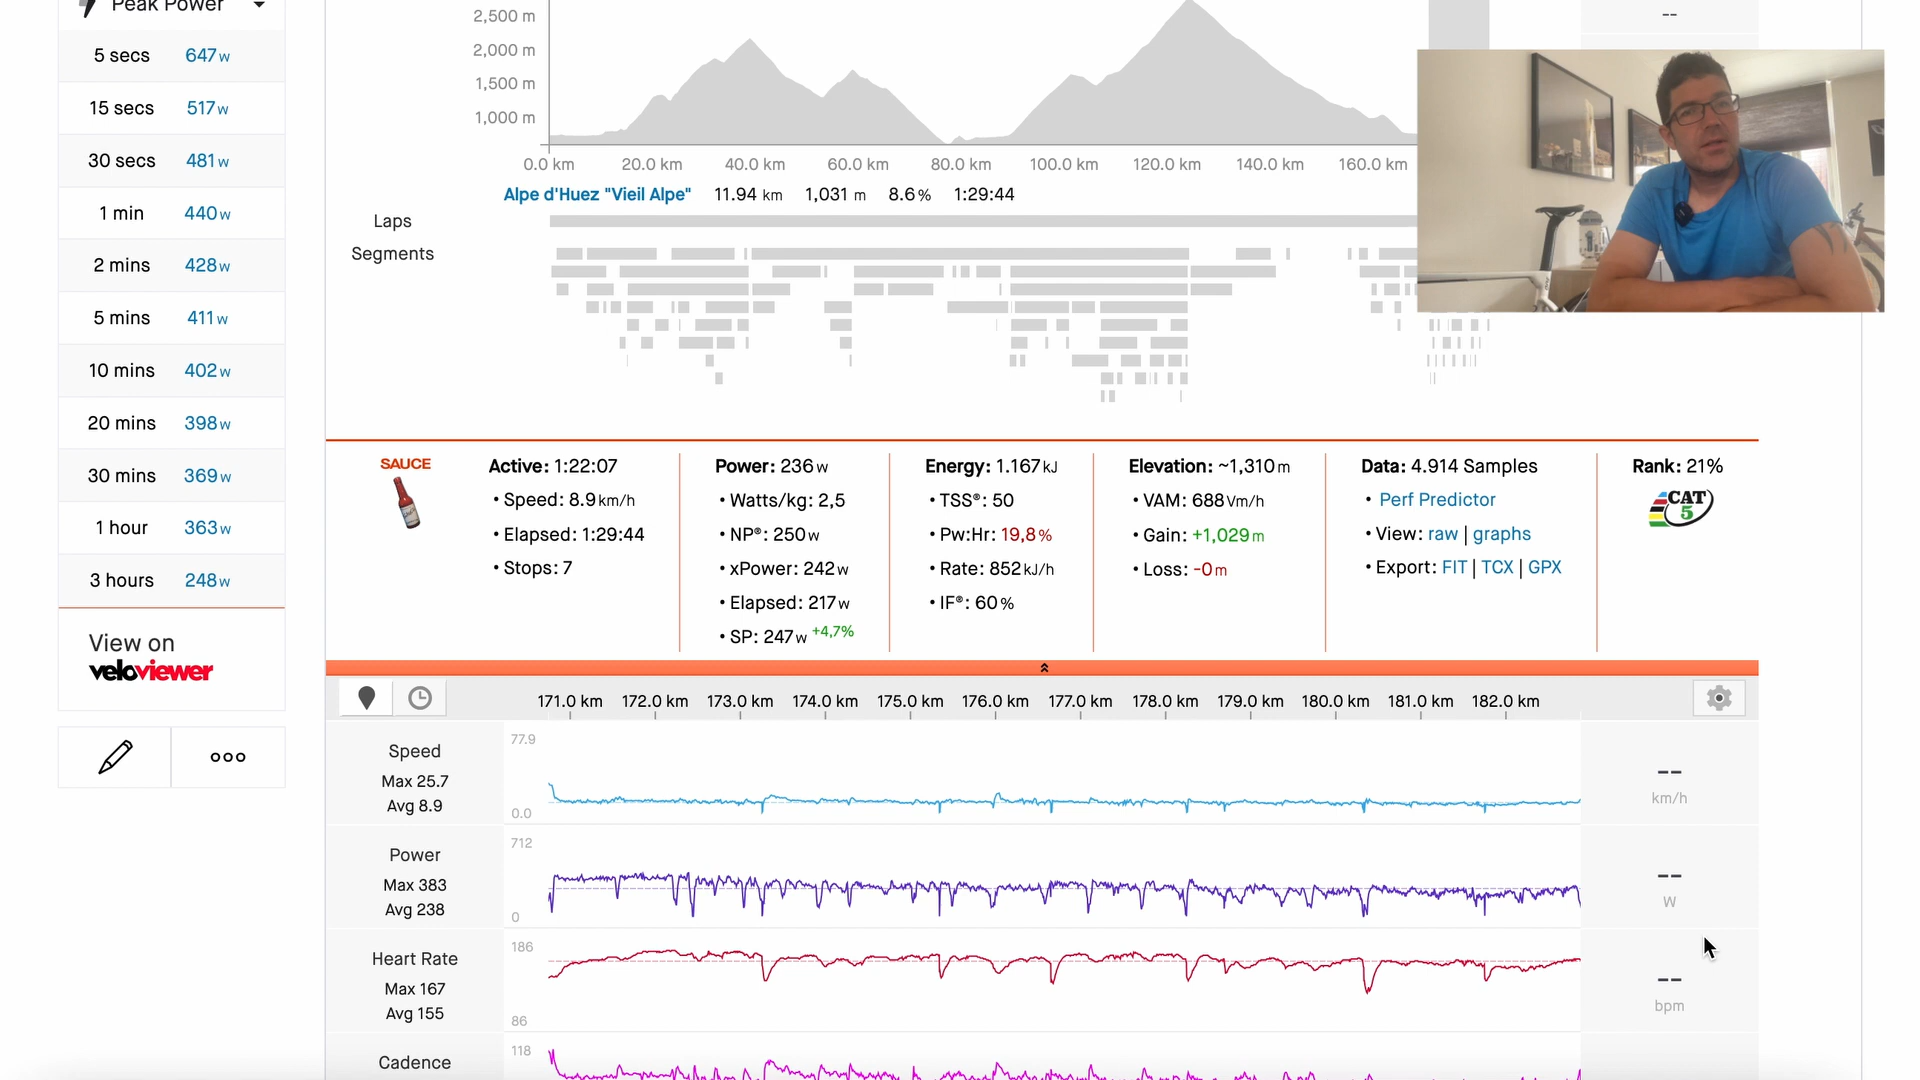 Peak Power
5 secs 647w
15 secs 517w
30 secs 481w
1 min 440w
2 mins 428w
5 mins 411w
10 mins 402w
20 mins 398w
30 mins 369w
1 hour 363w
3 hours 248w
View on
veloviewer
2,500 m
2,000 m
1,500 m
1,000 m
0.0 km 20.0 km 40.0 km 60.0 km 80.0 km 100.0 km 120.0 km 140.0 km 160.0 km
--
Alpe d'Huez "Vieil Alpe" 11.94 km 1,031 m 8.6% 1:29:44
Laps
Segments
SAUCE
Active: 1:22:07
• Speed: 8.9 km/h
• Elapsed: 1:29:44
• Stops: 7
Power: 236w
• Watts/kg: 2,5
• NP®: 250w
• xPower: 242w
• Elapsed: 217w
• SP: 247w +4,7%
Energy: 1.167kJ
• TSS®: 50
• Pw:Hr: 19,8%
• Rate: 852kJ/h
• IF®: 60%
Elevation: ~1,310m
• VAM: 688Vm/h
• Gain: +1,029m
• Loss: -0m
Data: 4.914 Samples
• Perf Predictor
• View: raw | graphs
• Export: FIT | TCX | GPX
Rank: 21%
CAT
5
171.0 km 172.0 km 173.0 km 174.0 km 175.0 km 176.0 km 177.0 km 178.0 km 179.0 km 180.0 km 181.0 km 182.0 km
Speed
Max 25.7
Avg 8.9
77.9
0.0
--
km/h
Power
Max 383
Avg 238
712
0
--
W
Heart Rate
Max 167
Avg 155
186
86
--
bpm
Cadence
118